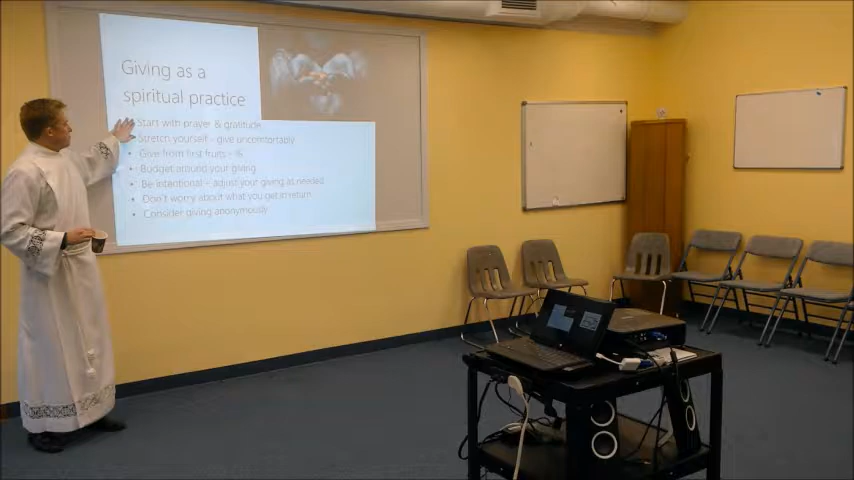 Giving as a
spiritual practice
• Start with prayer & gratitude
• Stretch yourself – give uncomfortably
• Give from first fruits – %
• Budget around your giving
• Be intentional – adjust your giving as needed
• Don't worry about what you get in return
• Consider giving anonymously